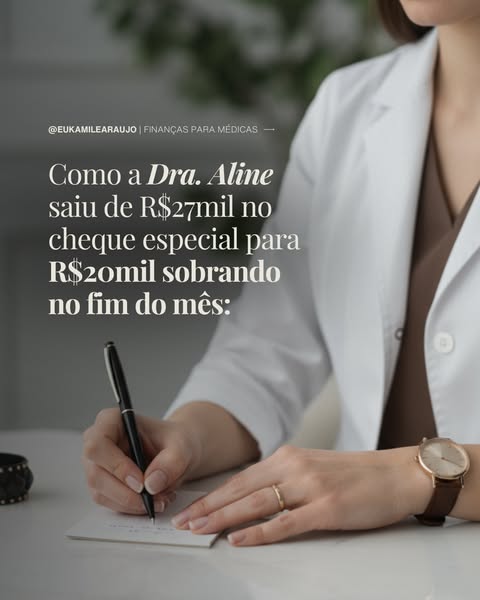 @EUKAMILEARAUJO | FINANÇAS PARA MÉDICAS →
Como a Dra. Aline
saiu de R$27mil no
cheque especial para
R$20mil sobrando
no fim do mês: